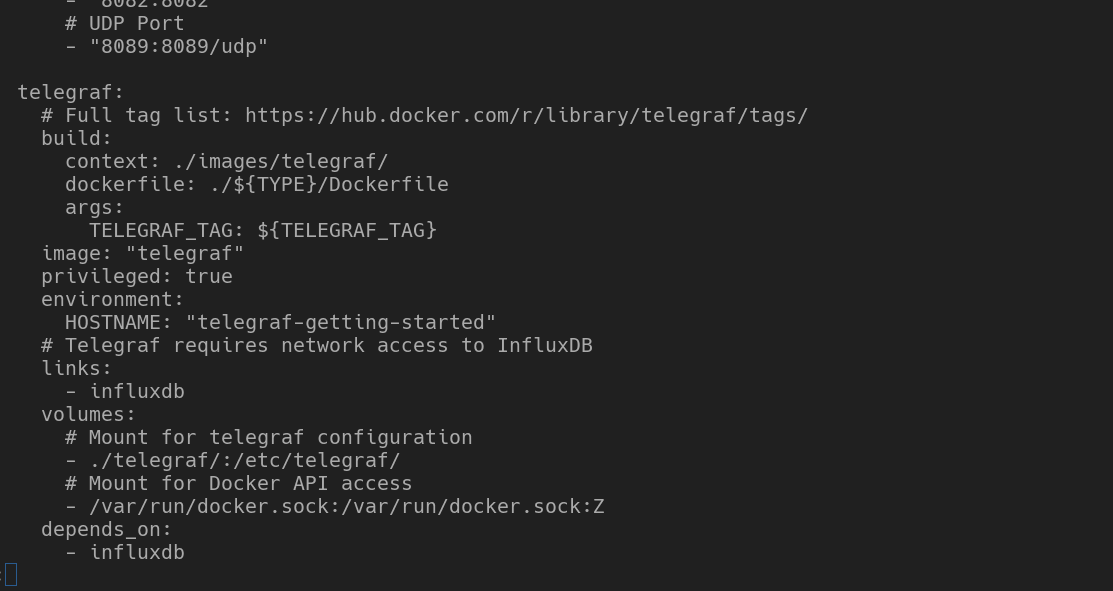 - "8082:8082"
    # UDP Port
    - "8089:8089/udp"

telegraf:
  # Full tag list: https://hub.docker.com/r/library/telegraf/tags/
  build:
    context: ./images/telegraf/
    dockerfile: ./${TYPE}/Dockerfile
    args:
      TELEGRAF_TAG: ${TELEGRAF_TAG}
  image: "telegraf"
  privileged: true
  environment:
    HOSTNAME: "telegraf-getting-started"
  # Telegraf requires network access to InfluxDB
  links:
    - influxdb
  volumes:
    # Mount for telegraf configuration
    - ./telegraf/:/etc/telegraf/
    # Mount for Docker API access
    - /var/run/docker.sock:/var/run/docker.sock:Z
  depends_on:
    - influxdb
: